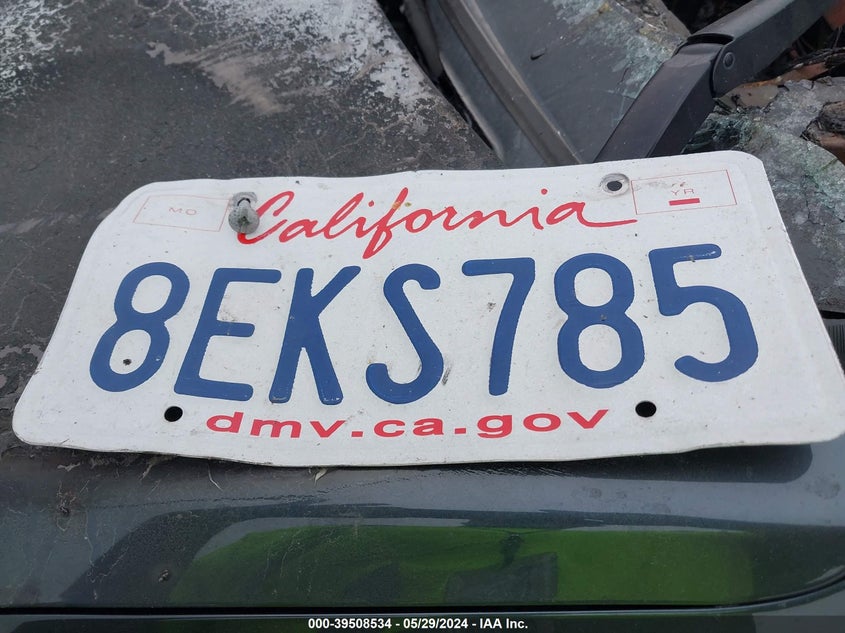 MO
California
YR
8EKS785
dmv.ca.gov
000-39508534 - 05/29/2024 - IAA Inc.